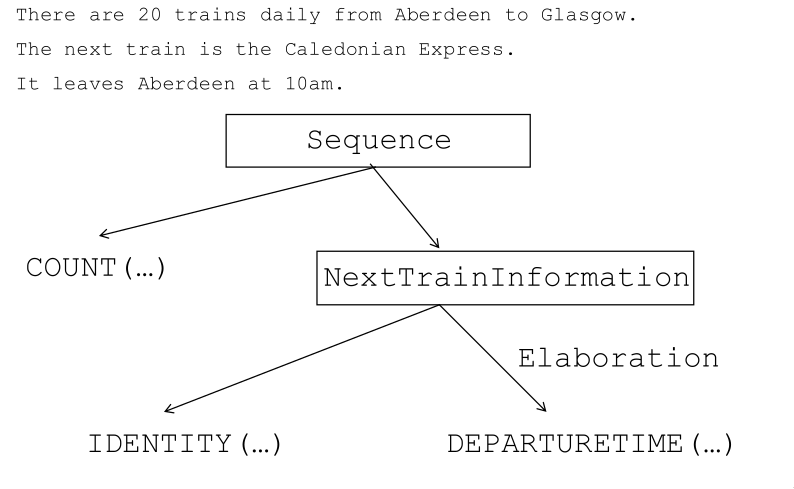 There are 20 trains daily from Aberdeen to Glasgow.
The next train is the Caledonian Express.
It leaves Aberdeen at 10am.
Sequence
COUNT(…)
NextTrainInformation
Elaboration
IDENTITY(…)
DEPARTURETIME(…)